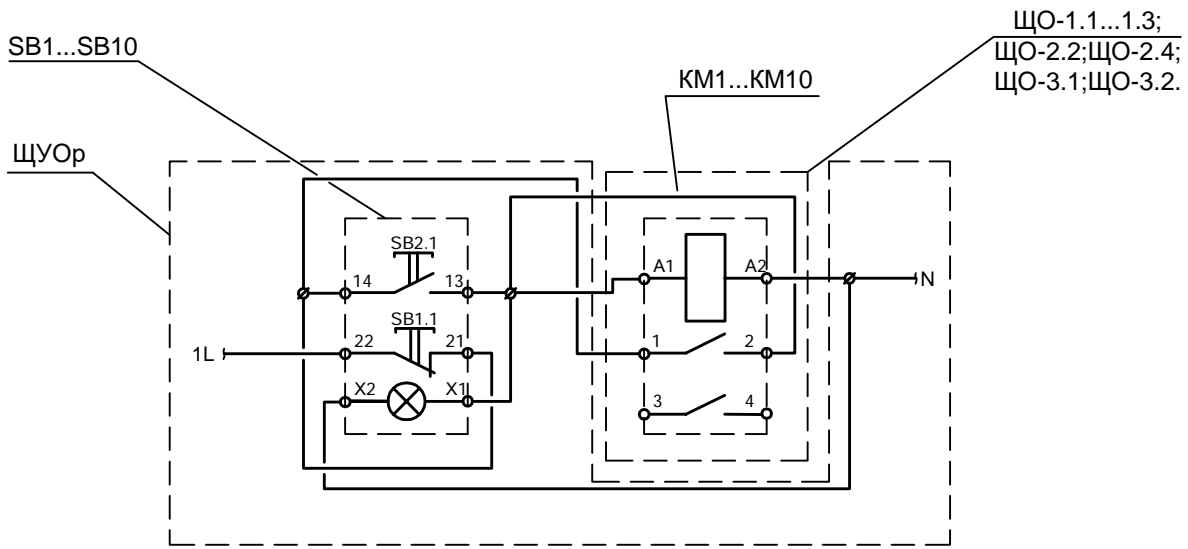 ЩО-1.1...1.3;
SB1...SB10
ЩО-2.2;ЩО-2.4;
КМ1...КМ10
ЩО-3.1;ЩО-3.2.
ЩУОр
SB2.1
14
13
A1
A2
N
SB1.1
1L
22
21
1
2
X2
X1
3
4